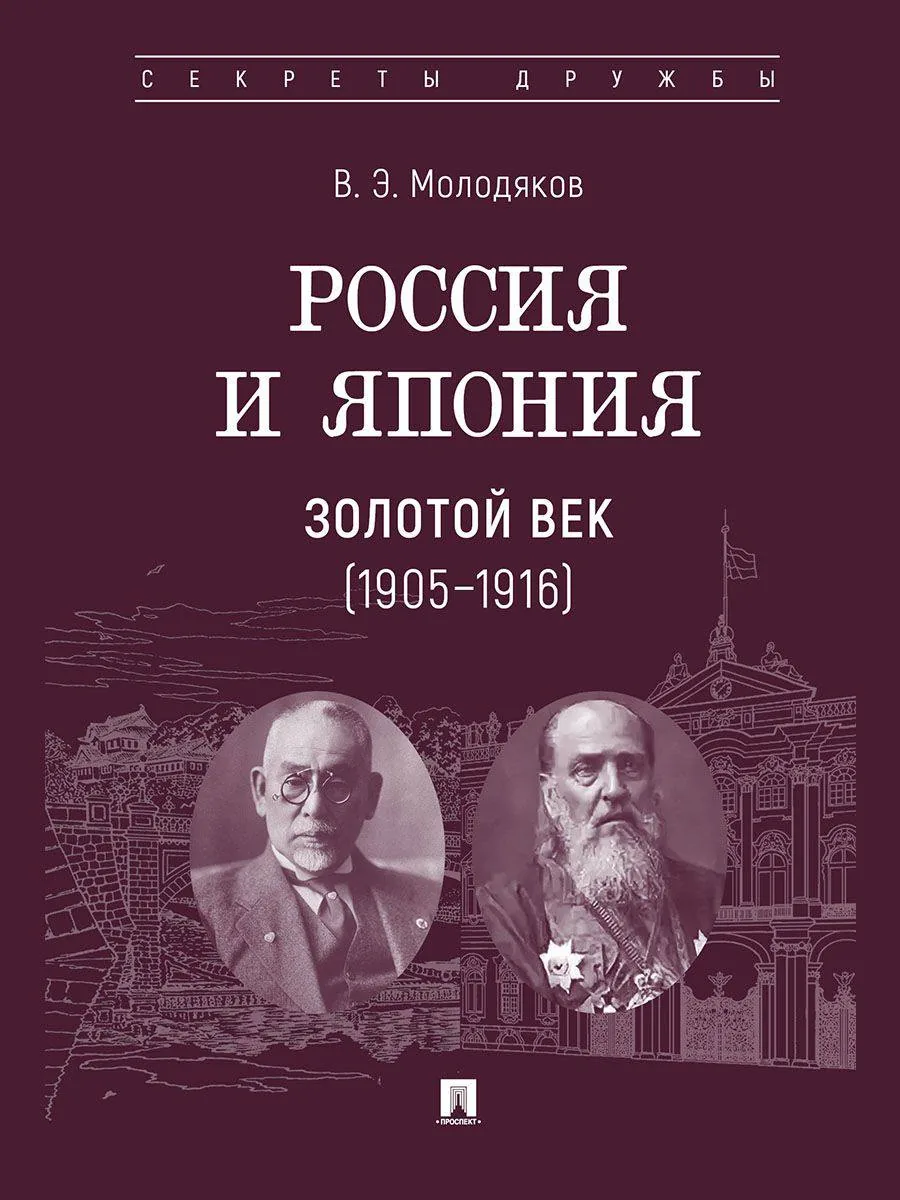 СЕКРЕТЫ ДРУЖБЫ
В. Э. Молодяков
РОССИЯ
И ЯПОНИЯ
ЗОЛОТОЙ ВЕК
(1905–1916)
• ПРОСПЕКТ •